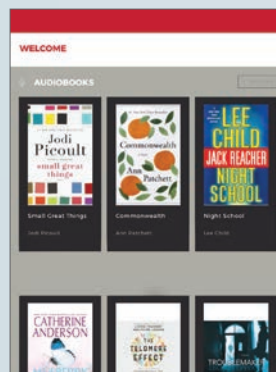 WELCOME
AUDIOBOOKS
Jodi
Picoult
small great
things
Commonwealth
Ann
Patchett
LEE
CHILD
JACK REACHER
NIGHT
SCHOOL
Small Great Things
Commonwealth
Night School
Jodi Picoult
Ann Patchett
Lee Child
CATHERINE
ANDERSON
THE
TELOMERE
EFFECT